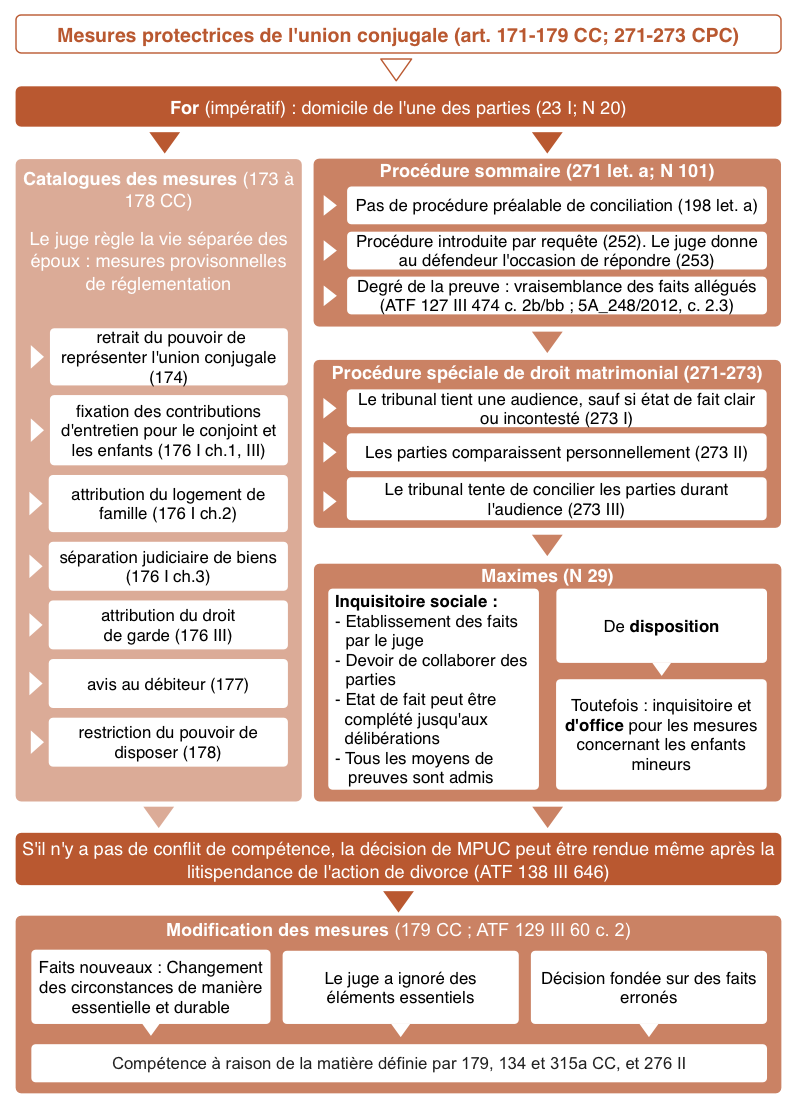 Mesures protectrices de l'union conjugale (art. 171-179 CC; 271-273 CPC)
For (impératif) : domicile de l'une des parties (23 I; N 20)
Catalogues des mesures (173 à
178 CC)
Le juge règle la vie séparée des
époux : mesures provisonnelles
de réglementation
retrait du pouvoir de
représenter l'union conjugale
(174)
fixation des contributions
d'entretien pour le conjoint et
les enfants (176 I ch.1, III)
attribution du logement de
famille (176 I ch.2)
séparation judiciaire de biens
(176 I ch.3)
attribution du droit
de garde (176 III)
avis au débiteur (177)
restriction du pouvoir de
disposer (178)
Procédure sommaire (271 let. a; N 101)
Pas de procédure préalable de conciliation (198 let. a)
Procédure introduite par requête (252). Le juge donne
au défendeur l'occasion de répondre (253)
Degré de la preuve : vraisemblance des faits allégués
(ATF 127 III 474 c. 2b/bb ; 5A_248/2012, c. 2.3)
Procédure spéciale de droit matrimonial (271-273)
Le tribunal tient une audience, sauf si état de fait clair
ou incontesté (273 I)
Les parties comparaissent personnellement (273 II)
Le tribunal tente de concilier les parties durant
l'audience (273 III)
Maximes (N 29)
Inquisitoire sociale :
- Etablissement des faits
par le juge
- Devoir de collaborer des
parties
- Etat de fait peut être
complété jusqu'aux
délibérations
- Tous les moyens de
preuves sont admis
De disposition
Toutefois : inquisitoire et
d'office pour les mesures
concernant les enfants
mineurs
S'il n'y a pas de conflit de compétence, la décision de MPUC peut être rendue même après la
litispendance de l'action de divorce (ATF 138 III 646)
Modification des mesures (179 CC ; ATF 129 III 60 c. 2)
Faits nouveaux : Changement
des circonstances de manière
essentielle et durable
Le juge a ignoré des
éléments essentiels
Décision fondée sur des faits
erronés
Compétence à raison de la matière définie par 179, 134 et 315a CC, et 276 II